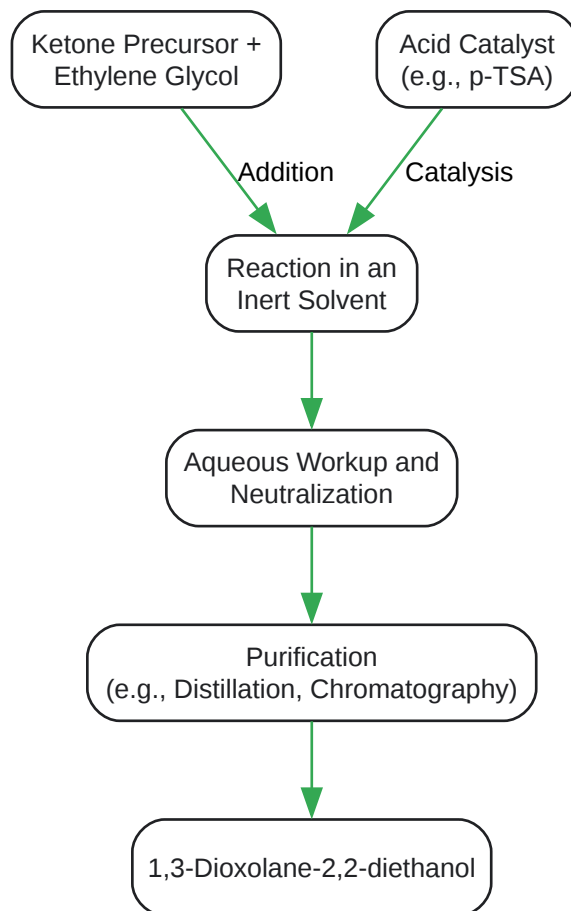 Ketone Precursor +
Ethylene Glycol
Acid Catalyst
(e.g., p-TSA)
Addition
Catalysis
Reaction in an
Inert Solvent
Aqueous Workup and
Neutralization
Purification
(e.g., Distillation, Chromatography)
1,3-Dioxolane-2,2-diethanol